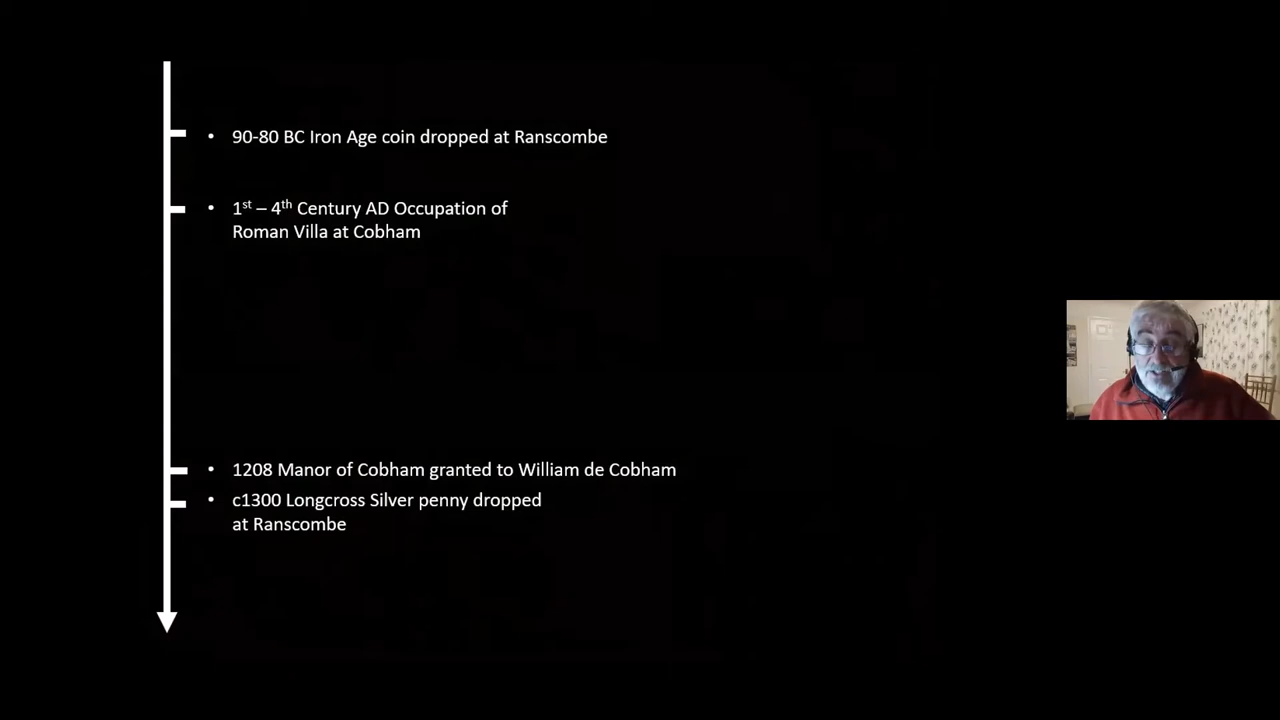 • 90-80 BC Iron Age coin dropped at Ranscombe
• 1st – 4th Century AD Occupation of
Roman Villa at Cobham
• 1208 Manor of Cobham granted to William de Cobham
• c1300 Longcross Silver penny dropped
at Ranscombe